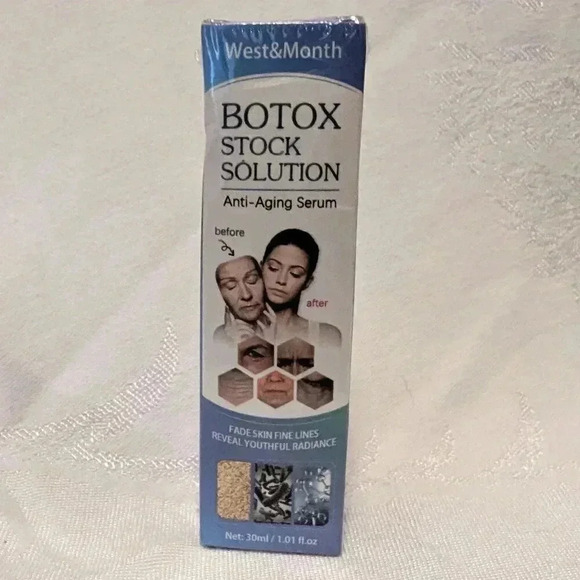 West&Month
BOTOX
STOCK
SOLUTION
Anti-Aging Serum
before
after
FADE SKIN FINE LINES
REVEAL YOUTHFUL RADIANCE
Net: 30ml / 1.01 fl.oz